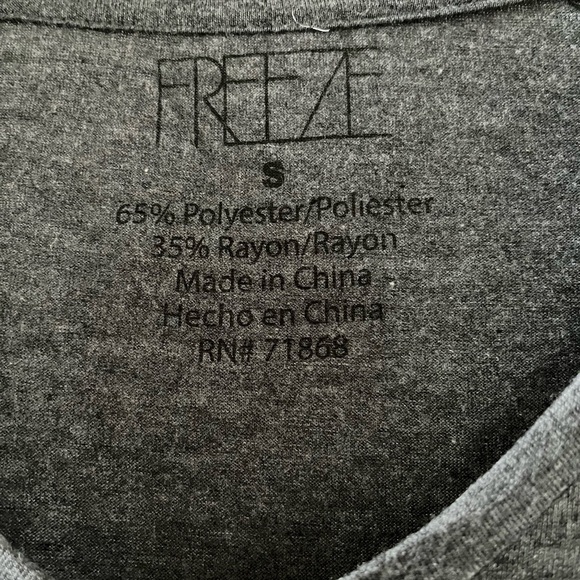 FREEZE
S
65% Polyester/Poliester
35% Rayon/Rayon
Made in China
Hecho en China
RN# 71868